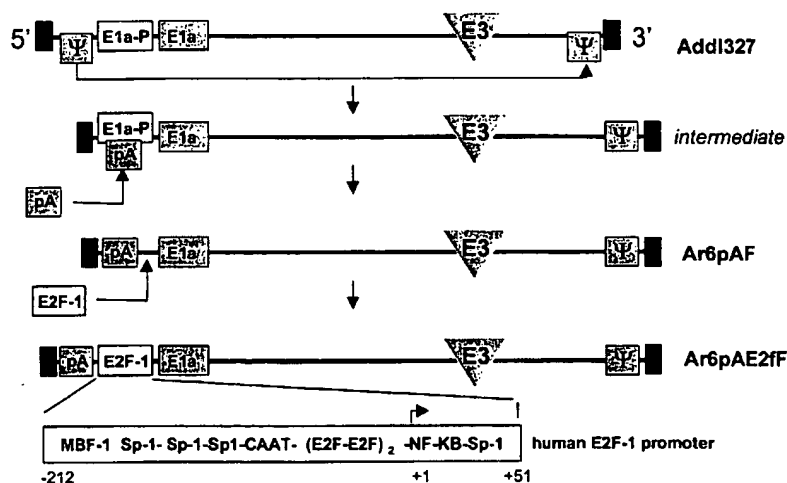 5' Ψ E1a-P E1a E3 Ψ 3' Addl327
E1a-P E1a E3 Ψ intermediate
pA
pA
pA E1a E3 Ψ Ar6pAF
E2F-1
pA E2F-1 E1a E3 Ψ Ar6pAE2fF
MBF-1 Sp-1- Sp-1-Sp1-CAAT- (E2F-E2F) 2 -NF-KB-Sp-1 human E2F-1 promoter
-212 +1 +51